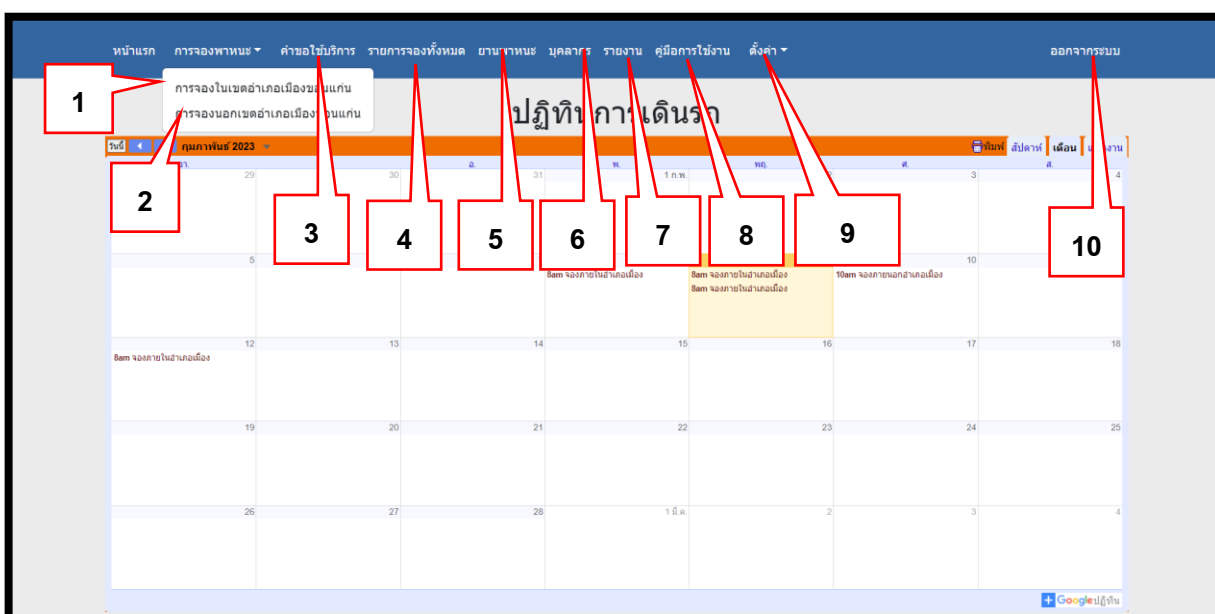 หน้าแรก การจองพาหนะ คำขอใช้บริการ รายการจองทั้งหมด ยานพาหนะ บุคลากร รายงาน คู่มือการใช้งาน ตั้งค่า ออกจากระบบ
การจองในเขตอำเภอเมืองขอนแก่น
1
การจองนอกเขตอำเภอเมืองขอนแก่น
ปฏิทินการเดินรถ
วันนี้ กุมภาพันธ์ 2023 พิมพ์ สัปดาห์ เดือน
อา. อ. พ. พฤ. ศ. ส.
29 30 31 1 ก.พ. 2 3 4
2
3 4 5 6 7 8 9 10
5 10
8am จองภายในอำเภอเมือง 8am จองภายในอำเภอเมือง 10am จองภายนอกอำเภอเมือง
8am จองภายในอำเภอเมือง
12 13 14 15 16 17 18
8am จองภายในอำเภอเมือง
19 20 21 22 23 24 25
26 27 28 1 มี.ค. 2 3 4
Google ปฏิทิน